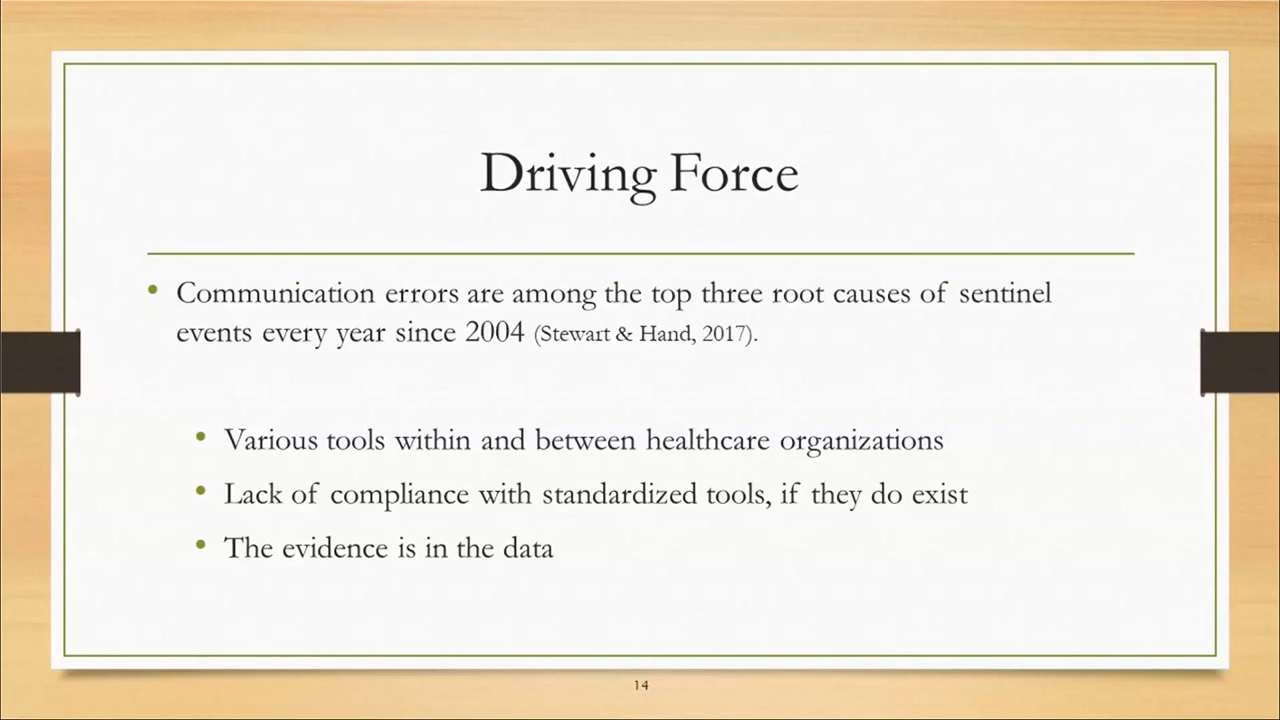 Driving Force
• Communication errors are among the top three root causes of sentinel
events every year since 2004 (Stewart & Hand, 2017).
• Various tools within and between healthcare organizations
• Lack of compliance with standardized tools, if they do exist
• The evidence is in the data
14